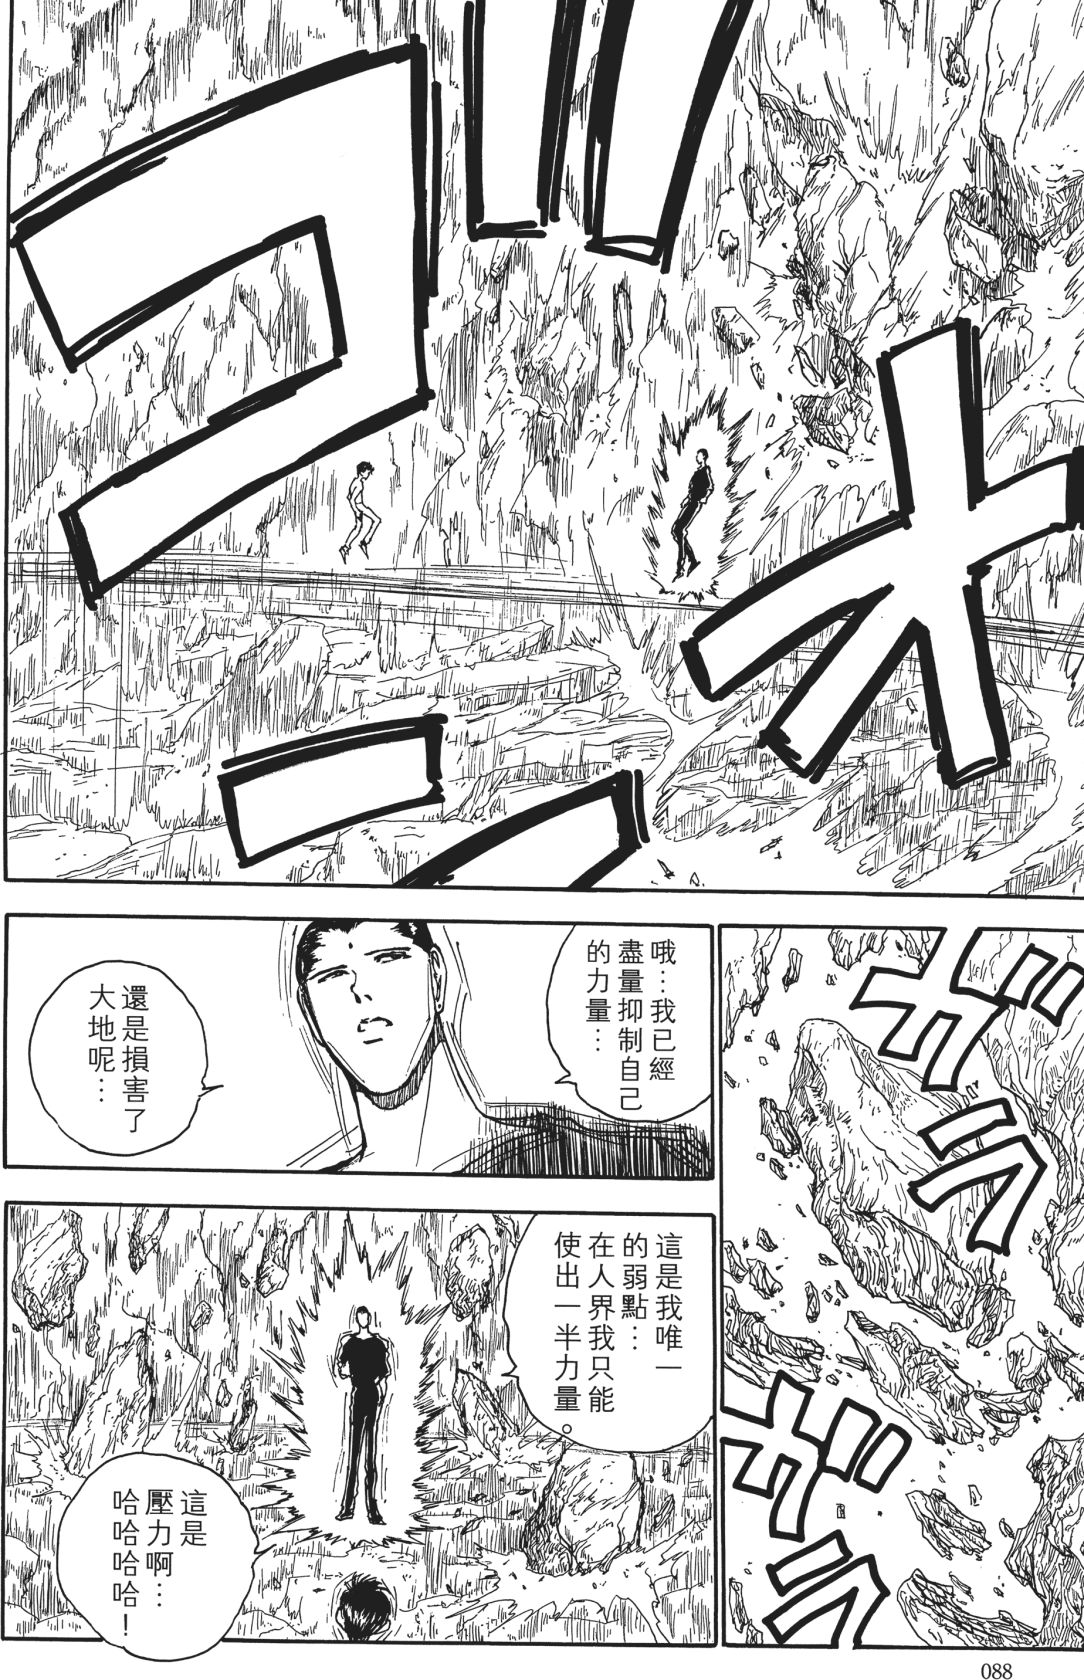 ゴ
オ
ガラ
ガラ
哦…我已經
盡量抑制自己
的力量…
還是損害了
大地呢…
這是我唯一
的弱點…
在人界我只能
使出一半力量。
這是
壓力啊…
哈哈哈哈！
088